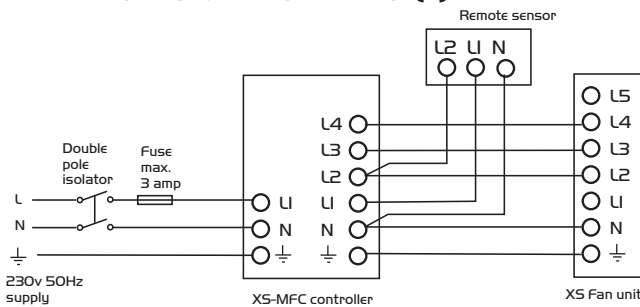 Remote sensor
L2 L1 N
L5
L4 L4
L3 L3
L2 L2
Double pole isolator
Fuse max. 3 amp
L L1 L1 L1
N N N N
230v 50Hz supply
XS-MFC controller
XS Fan unit